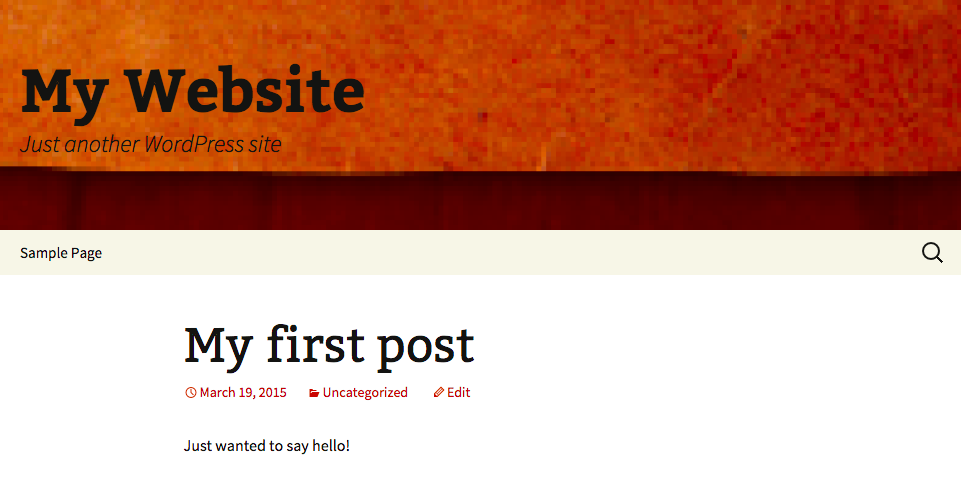 My Website
Just another WordPress site
Sample Page
My first post
March 19, 2015 Uncategorized Edit
Just wanted to say hello!